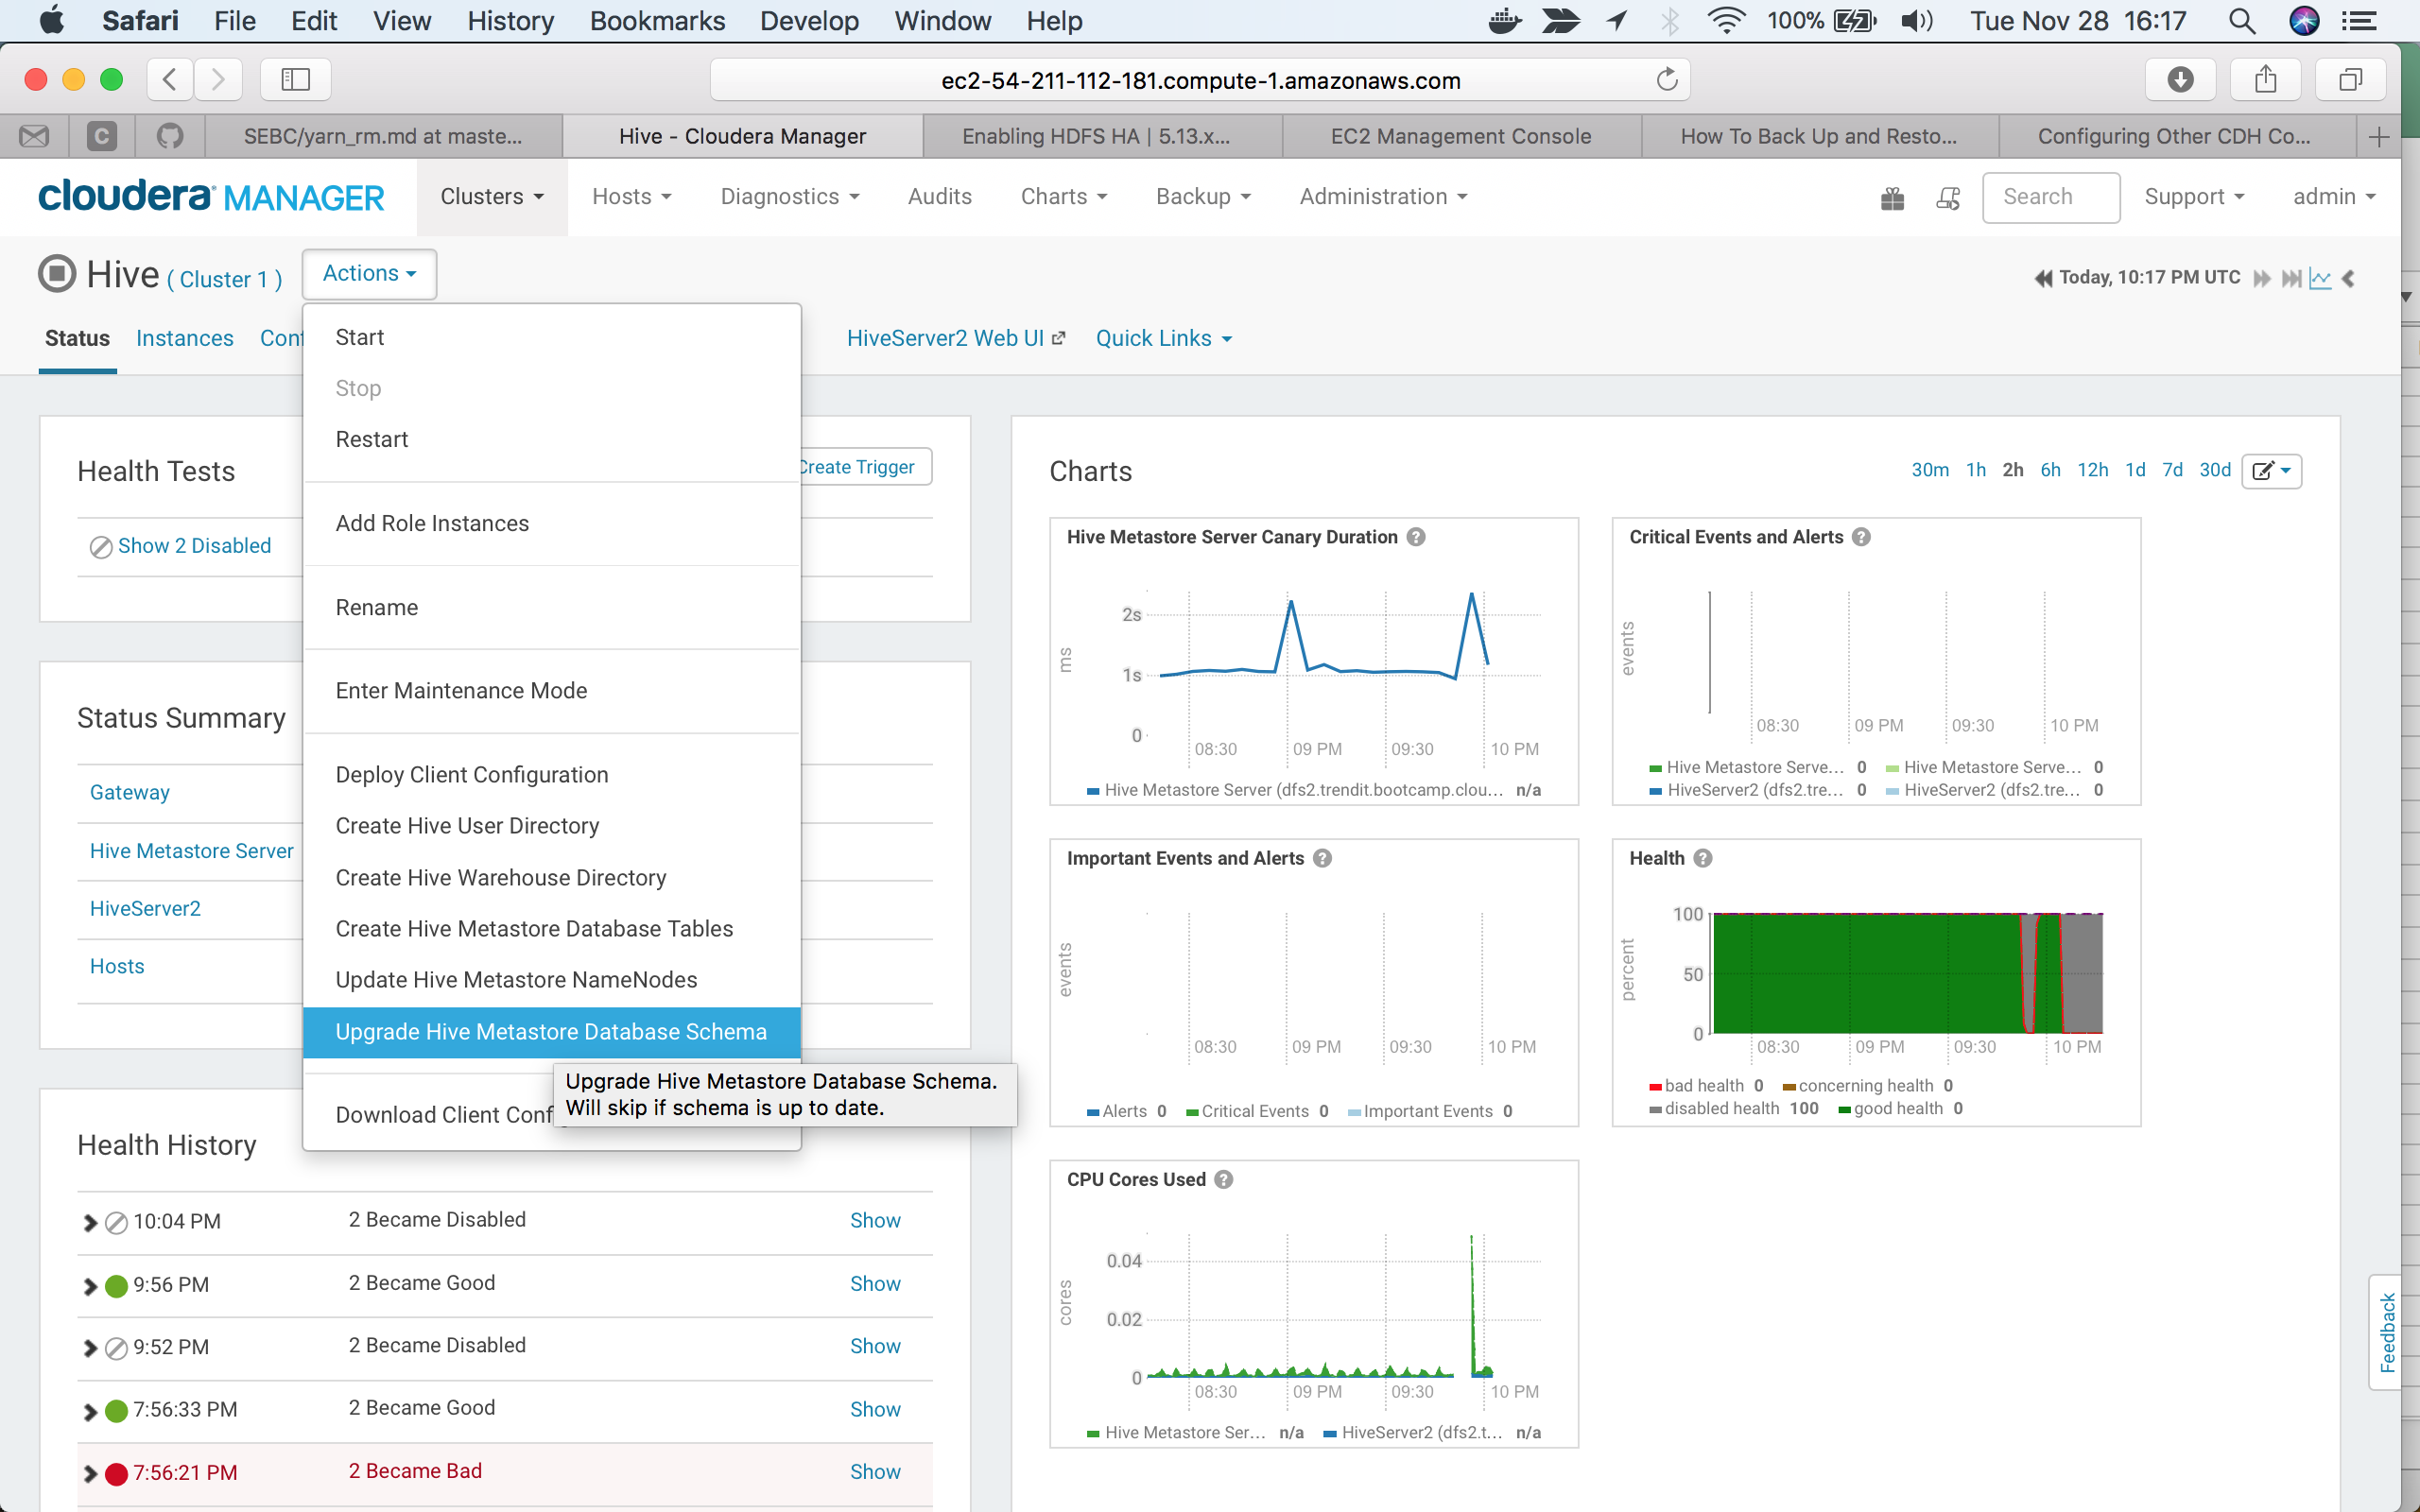 Safari File Edit View History Bookmarks Develop Window Help 100% Tue Nov 28 16:17
ec2-54-211-112-181.compute-1.amazonaws.com
C SEBC/yarn_rm.md at maste... Hive - Cloudera Manager Enabling HDFS HA | 5.13.x... EC2 Management Console How To Back Up and Resto... Configuring Other CDH Co... +
cloudera MANAGER Clusters Hosts Diagnostics Audits Charts Backup Administration Search Support admin
Hive ( Cluster 1 ) Actions Today, 10:17 PM UTC
Status Instances Conf HiveServer2 Web UI Quick Links
Start
Stop
Restart
Add Role Instances
Rename
Enter Maintenance Mode
Deploy Client Configuration
Create Hive User Directory
Create Hive Warehouse Directory
Create Hive Metastore Database Tables
Update Hive Metastore NameNodes
Upgrade Hive Metastore Database Schema
Upgrade Hive Metastore Database Schema.
Will skip if schema is up to date.
Download Client Conf
Health Tests Create Trigger
Show 2 Disabled
Status Summary
Gateway
Hive Metastore Server
HiveServer2
Hosts
Health History
10:04 PM 2 Became Disabled Show
9:56 PM 2 Became Good Show
9:52 PM 2 Became Disabled Show
7:56:33 PM 2 Became Good Show
7:56:21 PM 2 Became Bad Show
Charts 30m 1h 2h 6h 12h 1d 7d 30d
Hive Metastore Server Canary Duration ?
ms
2s
1s
0
08:30 09 PM 09:30 10 PM
Hive Metastore Server (dfs2.trendit.bootcamp.clou... n/a
Critical Events and Alerts ?
events
08:30 09 PM 09:30 10 PM
Hive Metastore Serve... 0 Hive Metastore Serve... 0
HiveServer2 (dfs2.tre... 0 HiveServer2 (dfs2.tre... 0
Important Events and Alerts ?
events
08:30 09 PM 09:30 10 PM
Alerts 0 Critical Events 0 Important Events 0
Health ?
percent
100
50
0
08:30 09 PM 09:30 10 PM
bad health 0 concerning health 0
disabled health 100 good health 0
CPU Cores Used ?
cores
0.04
0.02
0
08:30 09 PM 09:30 10 PM
Hive Metastore Ser... n/a HiveServer2 (dfs2.t... n/a
Feedback